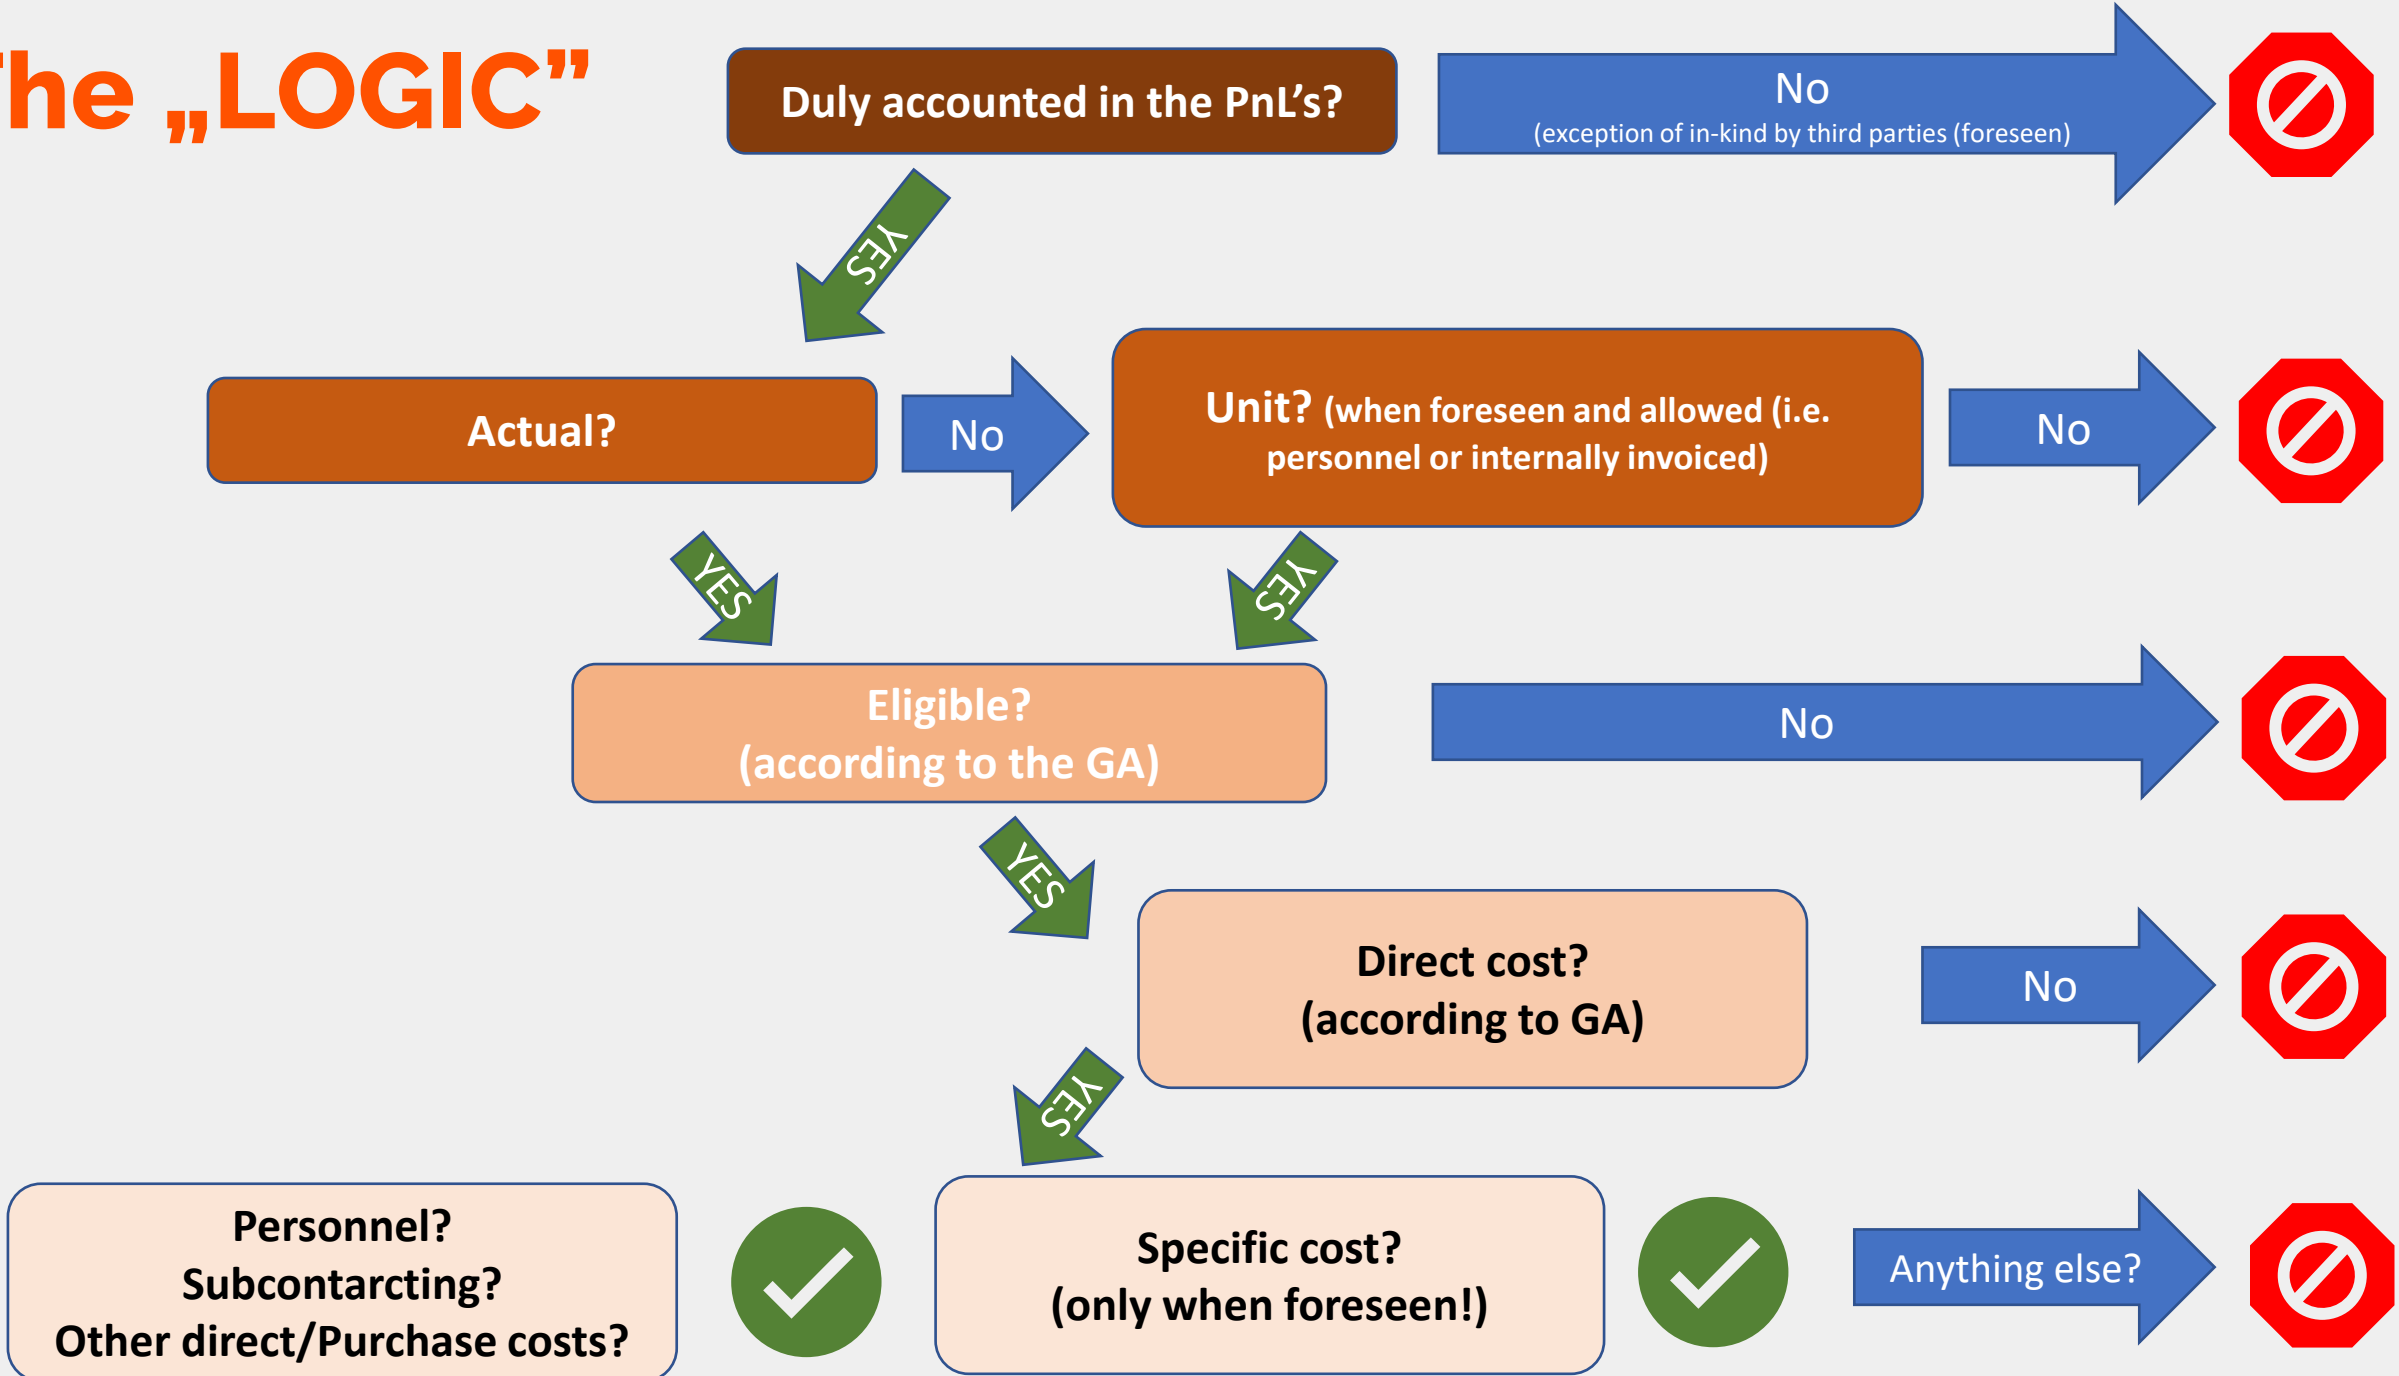 The „LOGIC”
Duly accounted in the PnL's?
No
(exception of in-kind by third parties (foreseen)
YES
Actual?
No
Unit? (when foreseen and allowed (i.e.
personnel or internally invoiced)
No
YES
YES
Eligible?
(according to the GA)
No
YES
Direct cost?
(according to GA)
No
YES
Personnel?
Subcontarcting?
Other direct/Purchase costs?
Specific cost?
(only when foreseen!)
Anything else?